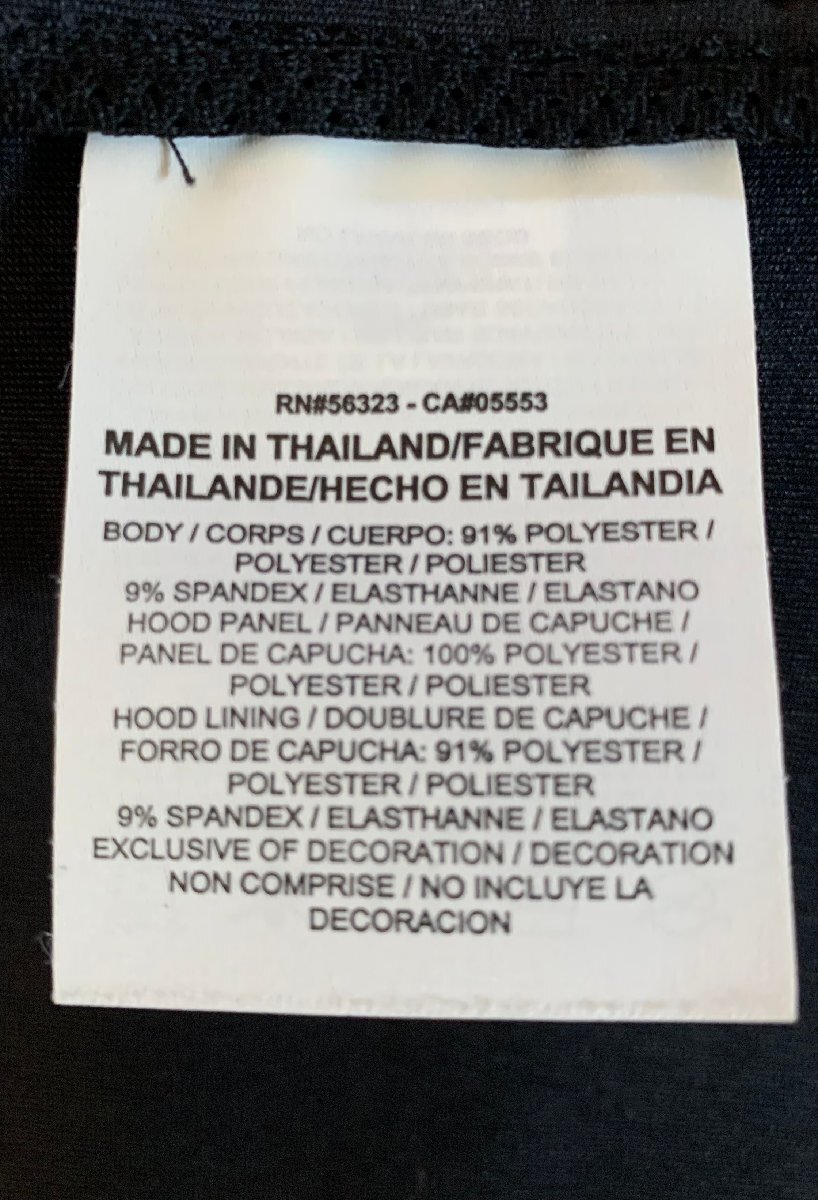 RN#56323 - CA#05553
MADE IN THAILAND/FABRIQUE EN
THAILANDE/HECHO EN TAILANDIA
BODY / CORPS / CUERPO: 91% POLYESTER /
POLYESTER / POLIESTER
9% SPANDEX / ELASTHANNE / ELASTANO
HOOD PANEL / PANNEAU DE CAPUCHE /
PANEL DE CAPUCHA: 100% POLYESTER /
POLYESTER / POLIESTER
HOOD LINING / DOUBLURE DE CAPUCHE /
FORRO DE CAPUCHA: 91% POLYESTER /
POLYESTER / POLIESTER
9% SPANDEX / ELASTHANNE / ELASTANO
EXCLUSIVE OF DECORATION / DECORATION
NON COMPRISE / NO INCLUYE LA
DECORACION